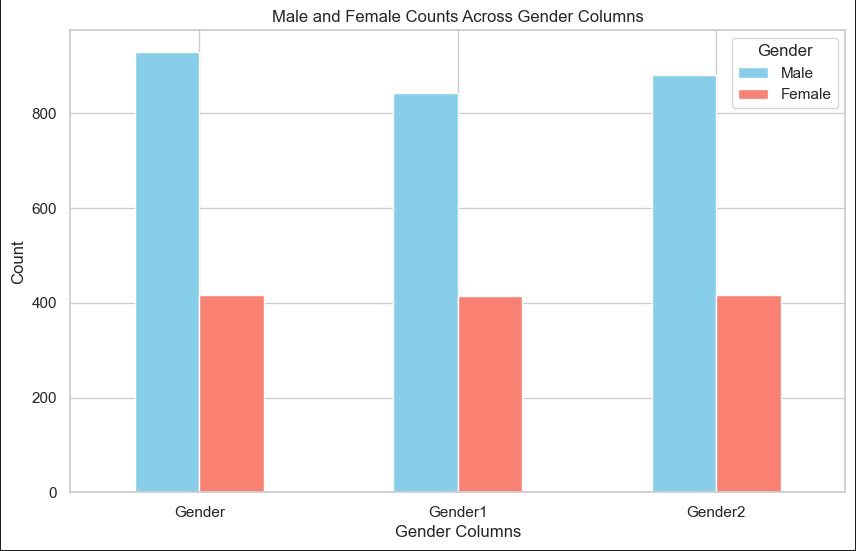 Male and Female Counts Across Gender Columns
Gender
Male
Female
Count
800
600
400
200
0
Gender
Gender1
Gender2
Gender Columns